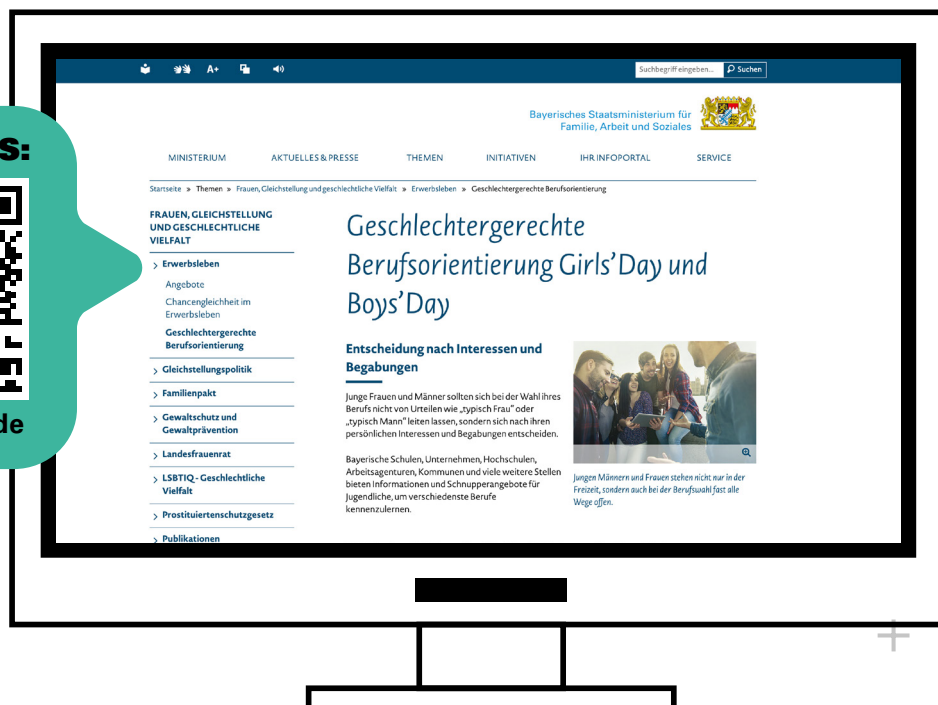 A+
Suchbegriff eingeben...
Suchen
Bayerisches Staatsministerium für
Familie, Arbeit und Soziales
MINISTERIUM AKTUELLES & PRESSE THEMEN INITIATIVEN IHR INFOPORTAL SERVICE
Startseite » Themen » Frauen, Gleichstellung und geschlechtliche Vielfalt » Erwerbsleben » Geschlechtergerechte Berufsorientierung
FRAUEN, GLEICHSTELLUNG
UND GESCHLECHTLICHE
VIELFALT
Erwerbsleben
Angebote
Chancengleichheit im
Erwerbsleben
Geschlechtergerechte
Berufsorientierung
Gleichstellungspolitik
Familienpakt
Gewaltschutz und
Gewaltprävention
Landesfrauenrat
LSBTIQ - Geschlechtliche
Vielfalt
Prostituiertenschutzgesetz
Publikationen
Geschlechtergerechte
Berufsorientierung Girls’Day und
Boys’Day
Entscheidung nach Interessen und
Begabungen
Junge Frauen und Männer sollten sich bei der Wahl ihres
Berufs nicht von Urteilen wie „typisch Frau“ oder
„typisch Mann“ leiten lassen, sondern sich nach ihren
persönlichen Interessen und Begabungen entscheiden.
Bayerische Schulen, Unternehmen, Hochschulen,
Arbeitsagenturen, Kommunen und viele weitere Stellen
bieten Informationen und Schnupperangebote für
Jugendliche, um verschiedenste Berufe
kennenzulernen.
Jungen Männern und Frauen stehen nicht nur in der
Freizeit, sondern auch bei der Berufswahl fast alle
Wege offen.